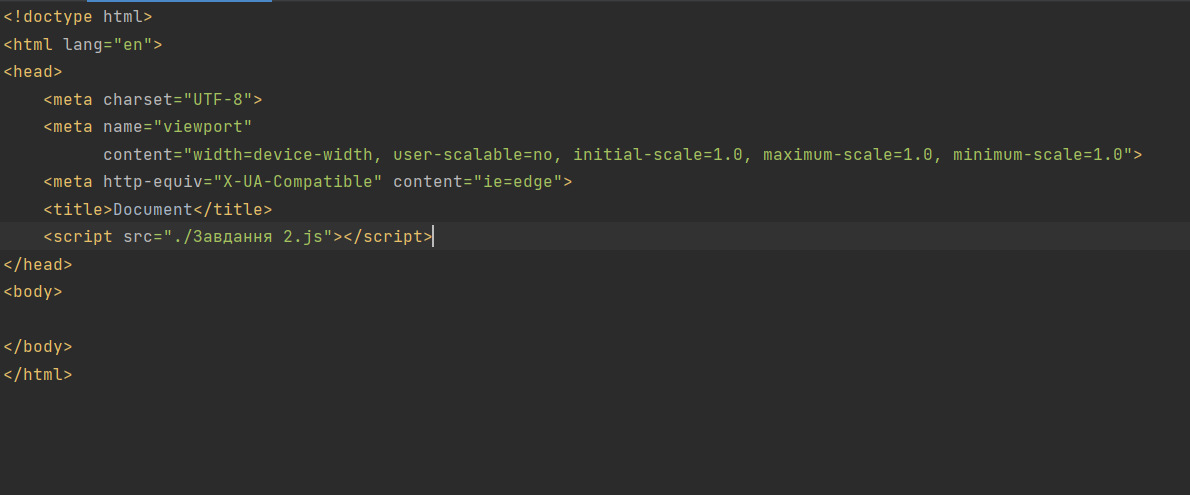 <!doctype html>
<html lang="en">
<head>
    <meta charset="UTF-8">
    <meta name="viewport"
          content="width=device-width, user-scalable=no, initial-scale=1.0, maximum-scale=1.0, minimum-scale=1.0">
    <meta http-equiv="X-UA-Compatible" content="ie=edge">
    <title>Document</title>
    <script src="./Завдання 2.js"></script>
</head>
<body>

</body>
</html>